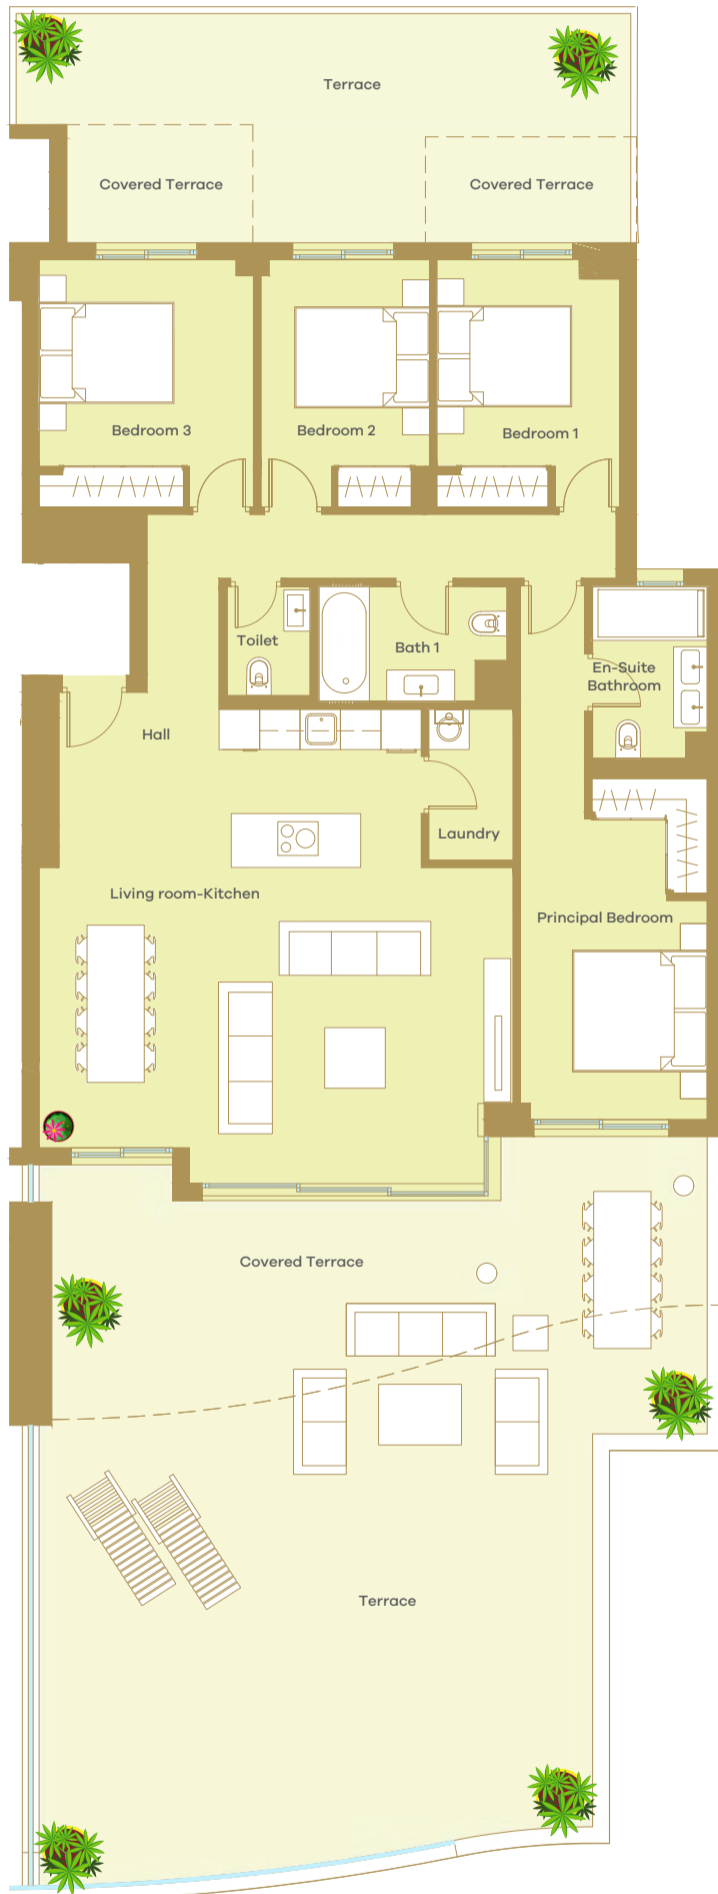 Terrace
Covered Terrace
Covered Terrace
Bedroom 3
Bedroom 2
Bedroom 1
Toilet
Bath 1
En-Suite
Bathroom
Hall
Laundry
Living room-Kitchen
Principal Bedroom
Covered Terrace
Terrace